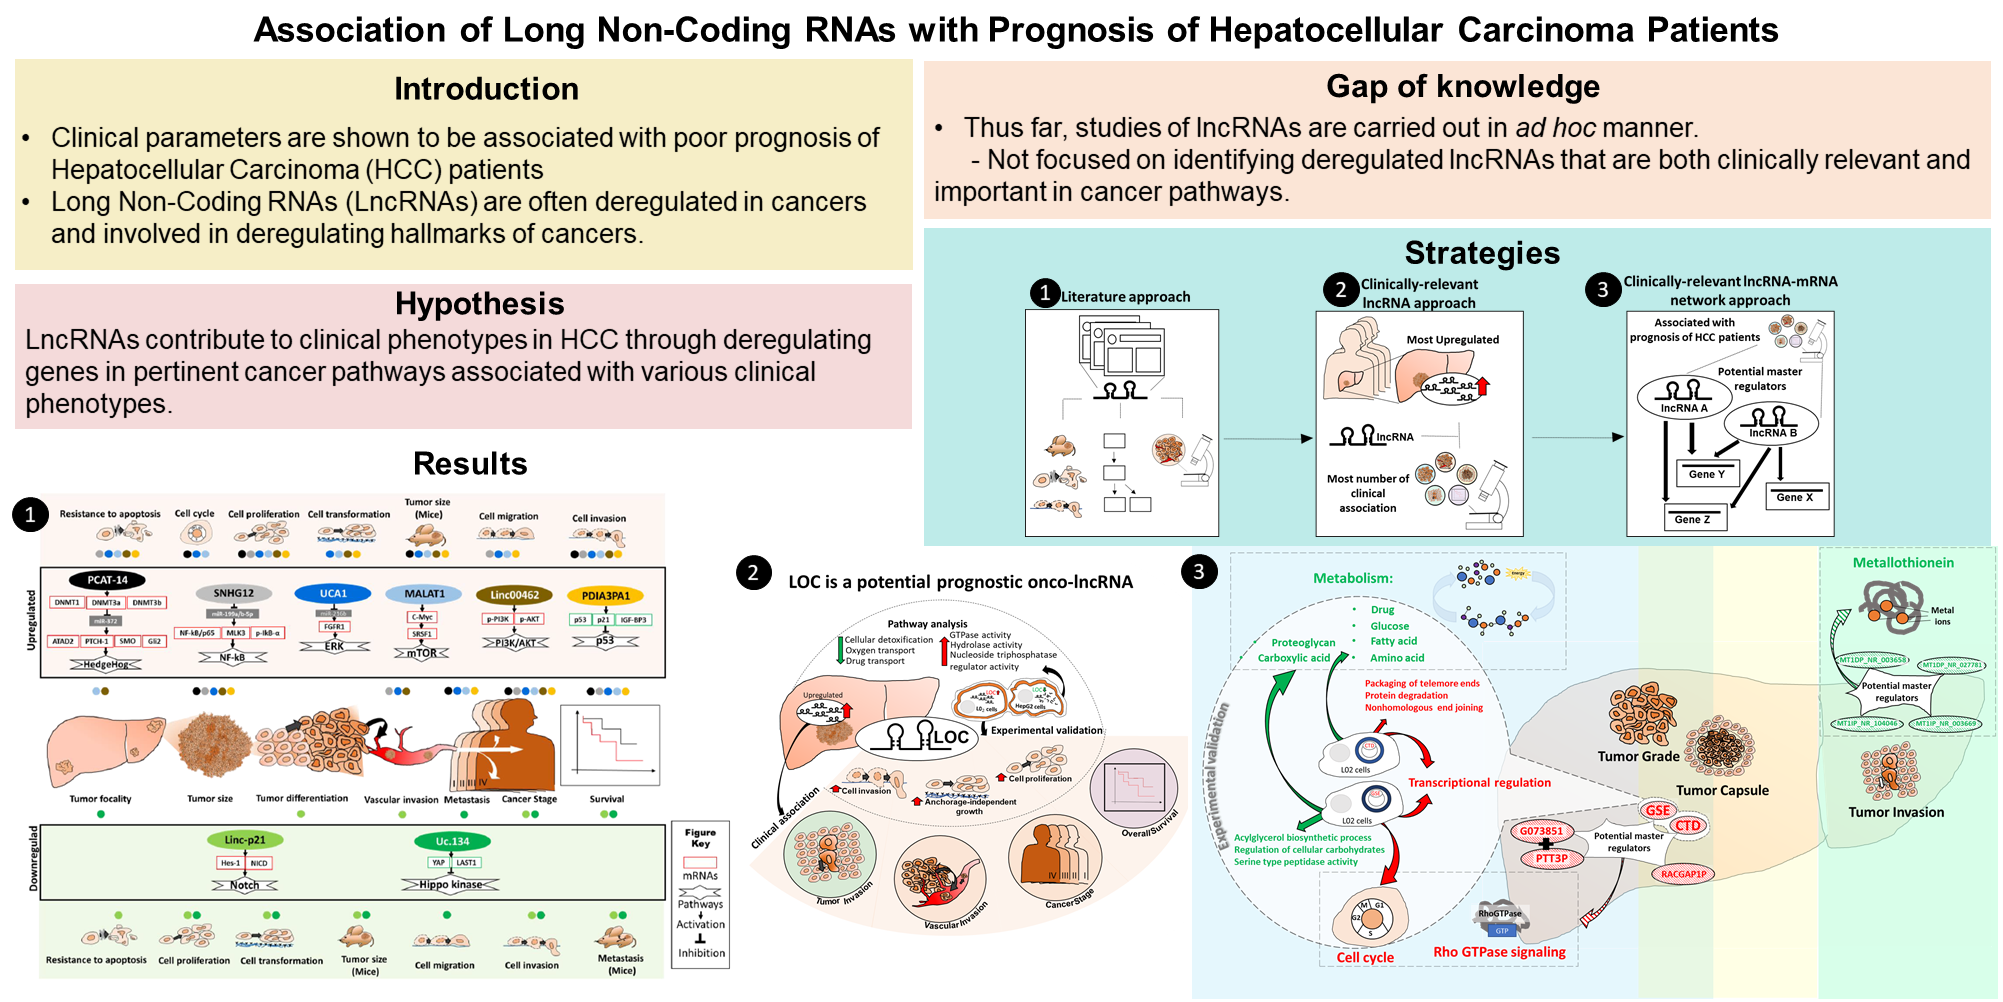 Association of Long Non-Coding RNAs with Prognosis of Hepatocellular Carcinoma Patients
Introduction
• Clinical parameters are shown to be associated with poor prognosis of
Hepatocellular Carcinoma (HCC) patients
• Long Non-Coding RNAs (LncRNAs) are often deregulated in cancers
and involved in deregulating hallmarks of cancers.
Hypothesis
LncRNAs contribute to clinical phenotypes in HCC through deregulating
genes in pertinent cancer pathways associated with various clinical
phenotypes.
Gap of knowledge
• Thus far, studies of lncRNAs are carried out in ad hoc manner.
- Not focused on identifying deregulated lncRNAs that are both clinically relevant and
important in cancer pathways.
Strategies
1 Literature approach
2 Clinically-relevant
lncRNA approach
Most Upregulated
lncRNA
Most number of
clinical
association
3 Clinically-relevant lncRNA-mRNA
network approach
Associated with
prognosis of HCC patients
Potential master
regulators
lncRNA A
lncRNA B
Gene Y
Gene X
Gene Z
Results
1
Resistance to apoptosis
Cell cycle
Cell proliferation
Cell transformation
Tumor size
(Mice)
Cell migration
Cell invasion
Upregulated
PCAT-14
DNMT1 DNMT3a DNMT3b
miR-372
ATAD2 PTCH-1 SMO Gli2
HedgeHog
SNHG12
miR-199a/b-5p
NF-kB/p65 MLK3 p-IkB-α
NF-kB
UCA1
miR-216b
FGFR1
ERK
MALAT1
C-Myc
SRSF1
mTOR
Linc00462
p-PI3K p-AKT
PI3K/AKT
PDIA3PA1
p53 p21 IGF-BP3
p53
I II III IV
Tumor focality
Tumor size
Tumor differentiation
Vascular invasion
Metastasis
Cancer Stage
Survival
Downregulad
Linc-p21
Hes-1 NICD
Notch
Uc.134
YAP LAST1
Hippo kinase
Resistance to apoptosis
Cell proliferation
Cell transformation
Tumor size
(Mice)
Cell migration
Cell invasion
Metastasis
(Mice)
Figure
Key
mRNAs
Pathways
Activation
Inhibition
2
LOC is a potential prognostic onco-lncRNA
Pathway analysis
Cellular detoxification
Oxygen transport
Drug transport
GTPase activity
Hydrolase activity
Nucleoside triphosphatase
regulator activity
Upregulated
LOC
L02 cells
LOC
HepG2 cells
LOC
Experimental validation
Cell invasion
Anchorage-independent
growth
Cell proliferation
Clinical association
Tumor Invasion
Vascular Invasion
IV III II I
Cancer Stage
Overall Survival
3
Metabolism:
• Drug
• Glucose
• Fatty acid
• Amino acid
• Proteoglycan
• Carboxylic acid
Energy
Packaging of telemore ends
Protein degradation
Nonhomologous end joining
Experimental validation
CTD
L02 cells
GSE
L02 cells
Transcriptional regulation
Acylglycerol biosynthetic process
Regulation of cellular carbohydrates
Serine type peptidase activity
M G1
G2
S
Cell cycle
RhoGTPase
GTP
Rho GTPase signaling
Tumor Grade
Tumor Capsule
GSE
CTD
G073851
PTT3P
Potential master
regulators
RACGAP1P
Metallothionein
Metal
Ions
MT1DP_NR_003658
MT1DP_NR_027781
Potential master
regulators
MT1IP_NR_104046
MT1IP_NR_003669
Tumor Invasion